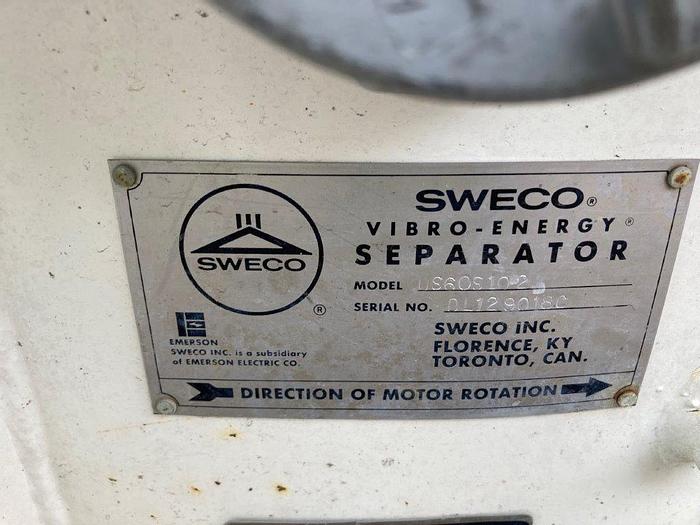 SWECO®
VIBRO-ENERGY®
SEPARATOR
SWECO
®
MODEL US60S102
SERIAL NO.
EMERSON
SWECO INC. is a subsidiary
of EMERSON ELECTRIC CO.
SWECO INC.
FLORENCE, KY
TORONTO, CAN.
DIRECTION OF MOTOR ROTATION